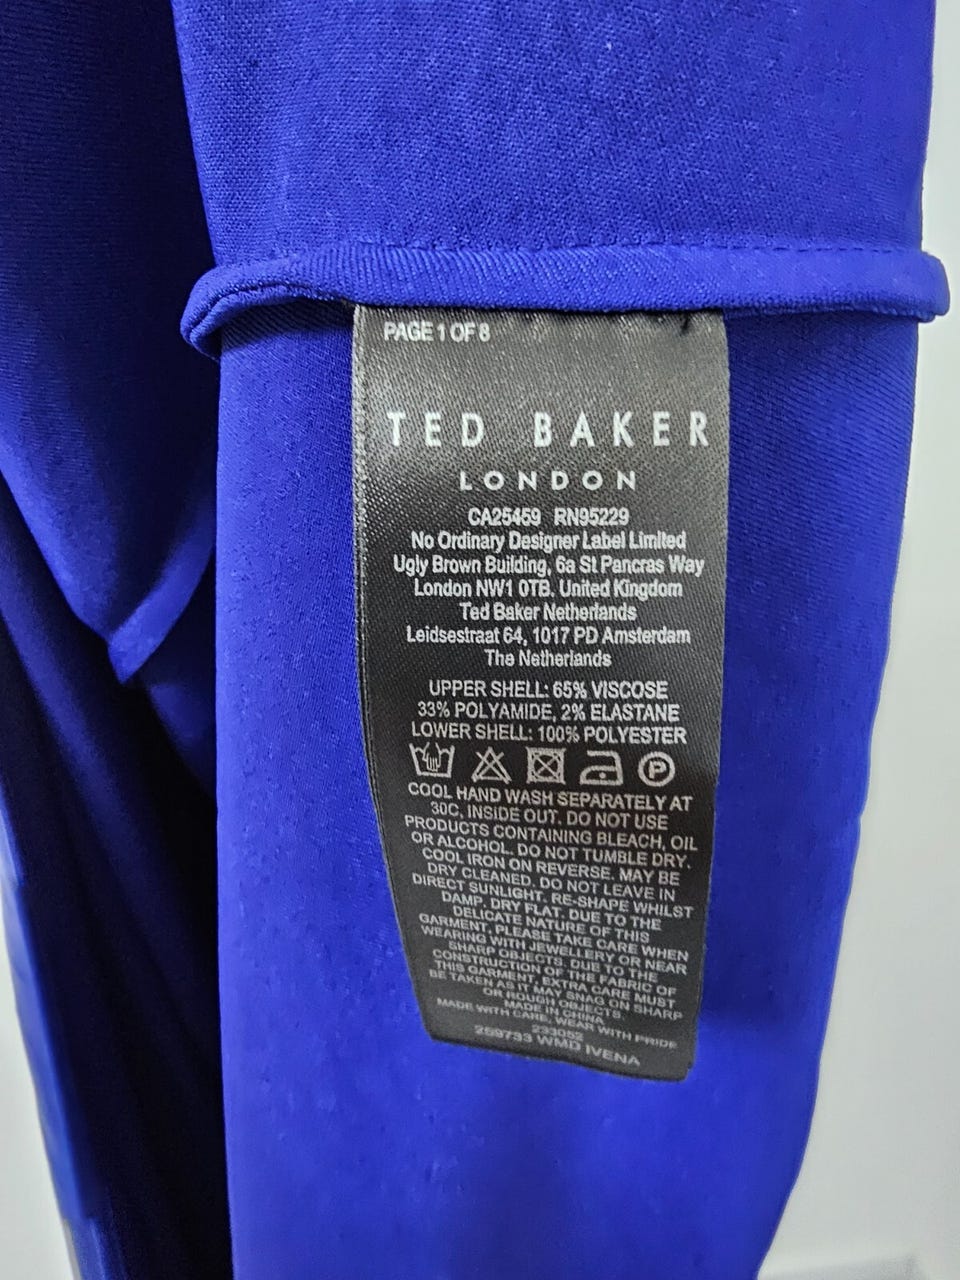 PAGE 1 OF 8
TED BAKER
LONDON
CA25459 RN95229
No Ordinary Designer Label Limited
Ugly Brown Building, 6a St Pancras Way
London NW1 0TB. United Kingdom
Ted Baker Netherlands
Leidsestraat 64, 1017 PD Amsterdam
The Netherlands
UPPER SHELL: 65% VISCOSE
33% POLYAMIDE, 2% ELASTANE
LOWER SHELL: 100% POLYESTER
P
COOL HAND WASH SEPARATELY AT
30C, INSIDE OUT. DO NOT USE
PRODUCTS CONTAINING BLEACH, OIL
OR ALCOHOL. DO NOT TUMBLE DRY.
COOL IRON ON REVERSE. MAY BE
DRY CLEANED. DO NOT LEAVE IN
DIRECT SUNLIGHT. RE-SHAPE WHILST
DAMP. DRY FLAT. DUE TO THE
DELICATE NATURE OF THIS
GARMENT, PLEASE TAKE CARE WHEN
WEARING WITH JEWELLERY OR NEAR
SHARP OBJECTS. DUE TO THE
CONSTRUCTION OF THE FABRIC OF
THIS GARMENT, EXTRA CARE MUST
BE TAKEN AS IT MAY SNAG ON SHARP
OR ROUGH OBJECTS.
MADE IN CHINA
MADE WITH CARE, WEAR WITH PRIDE
233052
259733 WMD IVENA